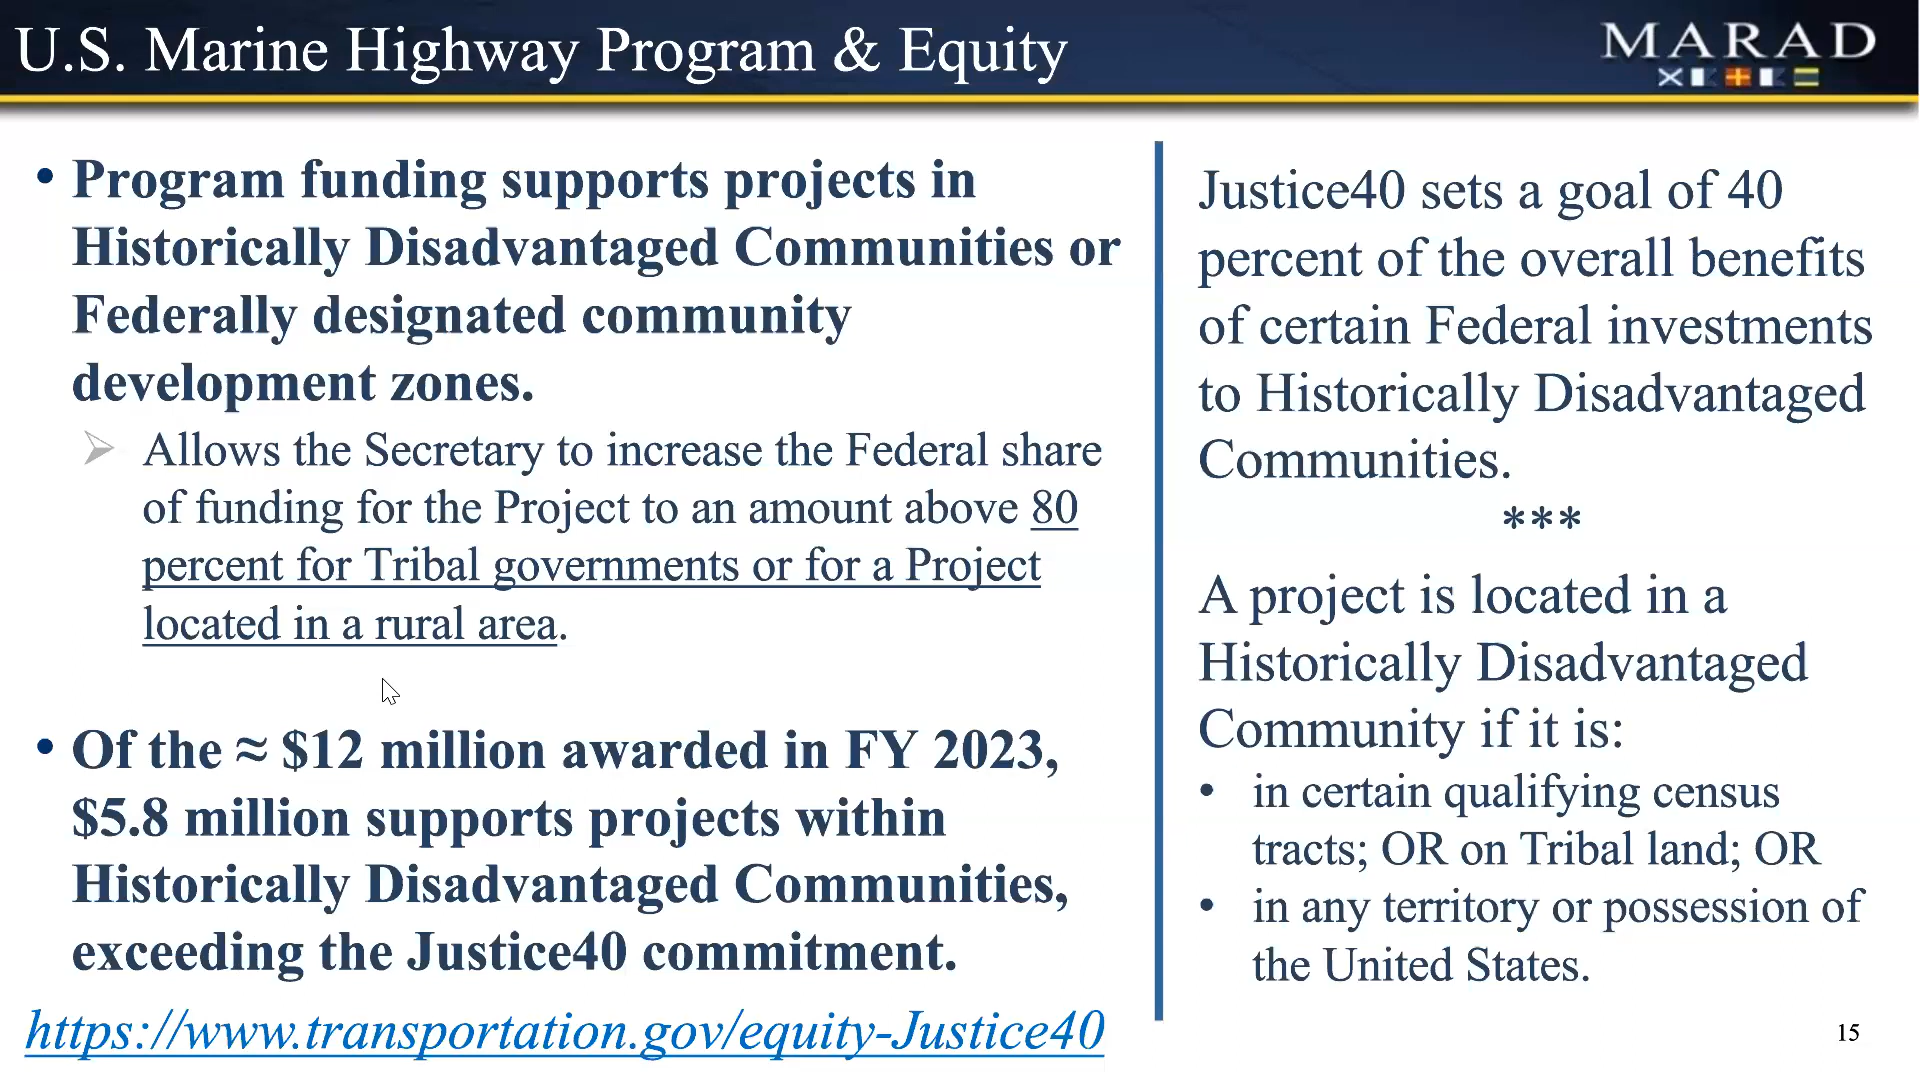 U.S. Marine Highway Program & Equity
MARAD
• Program funding supports projects in
Historically Disadvantaged Communities or
Federally designated community
development zones.
➢ Allows the Secretary to increase the Federal share
of funding for the Project to an amount above 80
percent for Tribal governments or for a Project
located in a rural area.
• Of the ≈ $12 million awarded in FY 2023,
$5.8 million supports projects within
Historically Disadvantaged Communities,
exceeding the Justice40 commitment.
https://www.transportation.gov/equity-Justice40
Justice40 sets a goal of 40
percent of the overall benefits
of certain Federal investments
to Historically Disadvantaged
Communities.
***
A project is located in a
Historically Disadvantaged
Community if it is:
• in certain qualifying census
tracts; OR on Tribal land; OR
• in any territory or possession of
the United States.
15